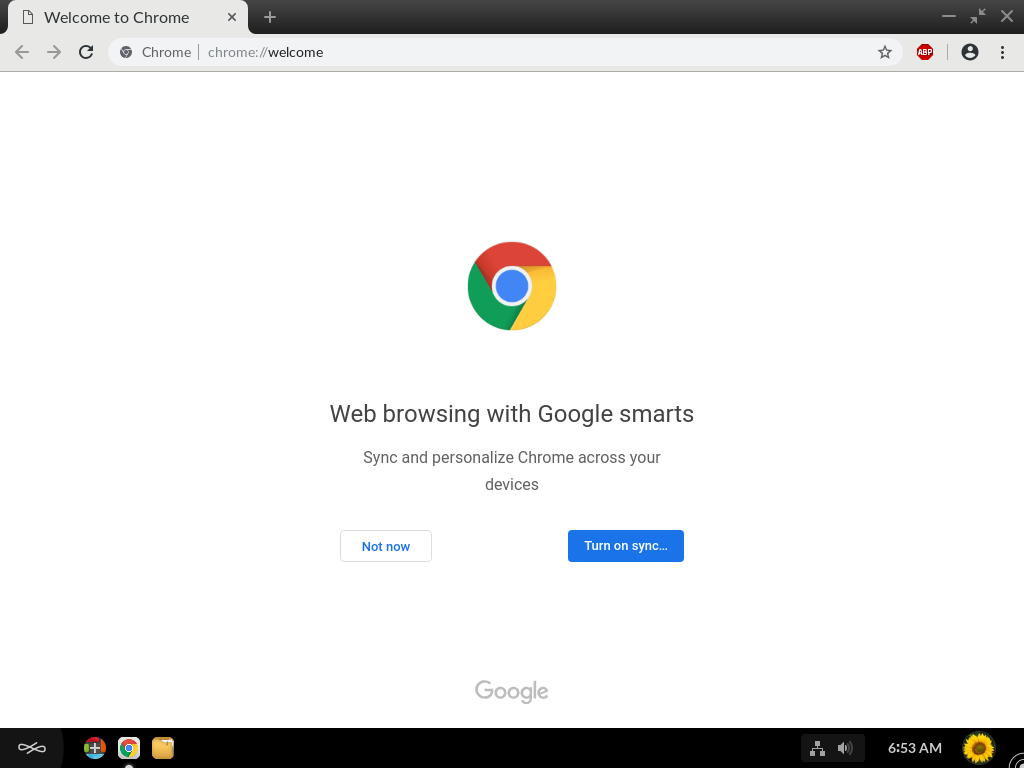 Welcome to Chrome
Chrome | chrome://welcome
ABP
Web browsing with Google smarts
Sync and personalize Chrome across your
devices
Not now
Turn on sync...
Google
6:53 AM